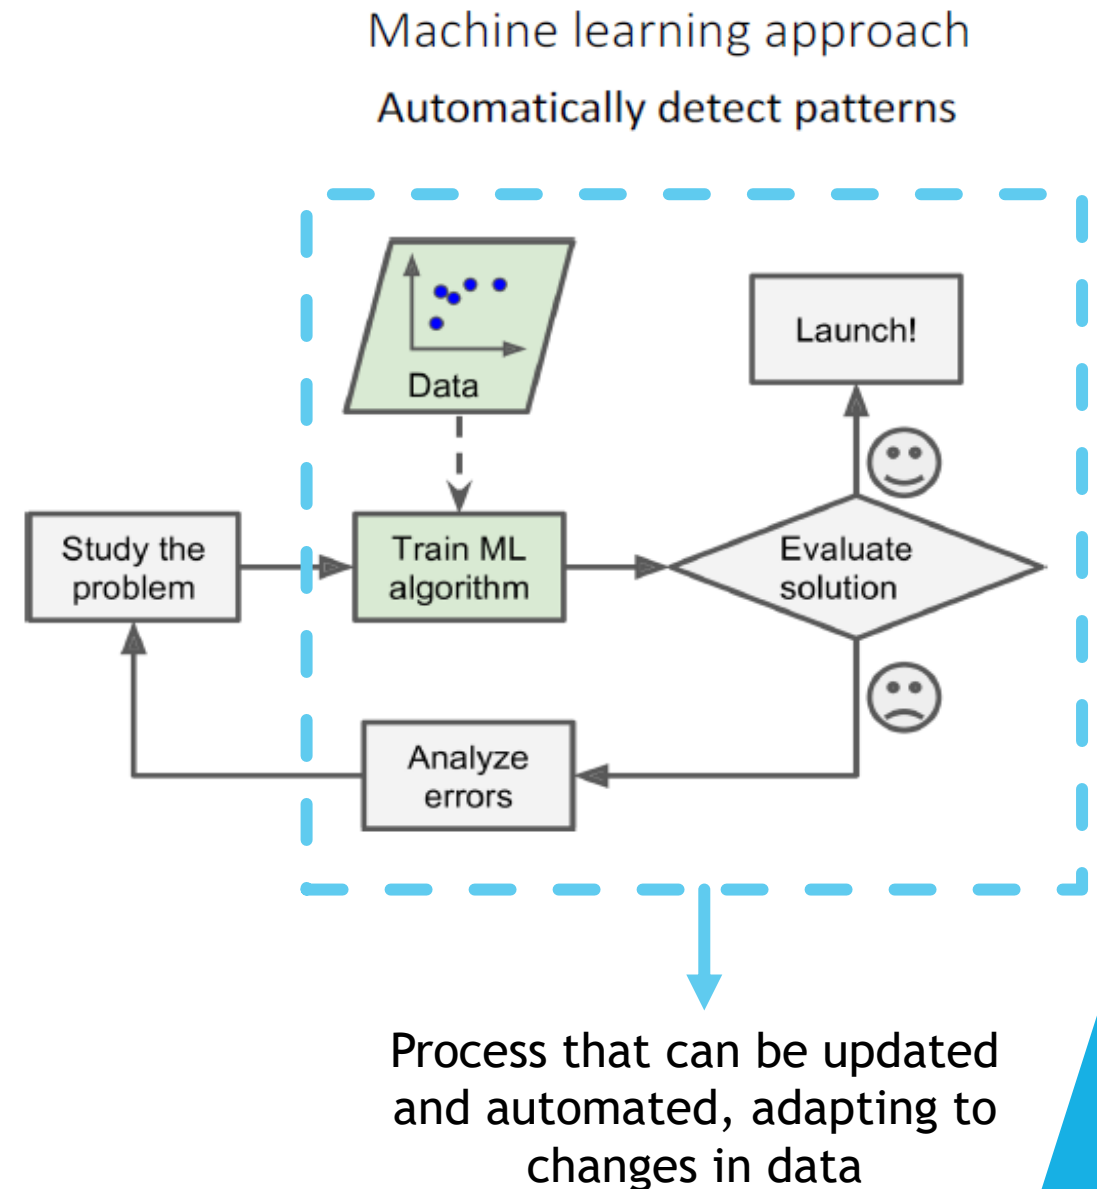 Machine learning approach
Automatically detect patterns
Data
Launch!
Study the
problem
Train ML
algorithm
Evaluate
solution
Analyze
errors
Process that can be updated
and automated, adapting to
changes in data